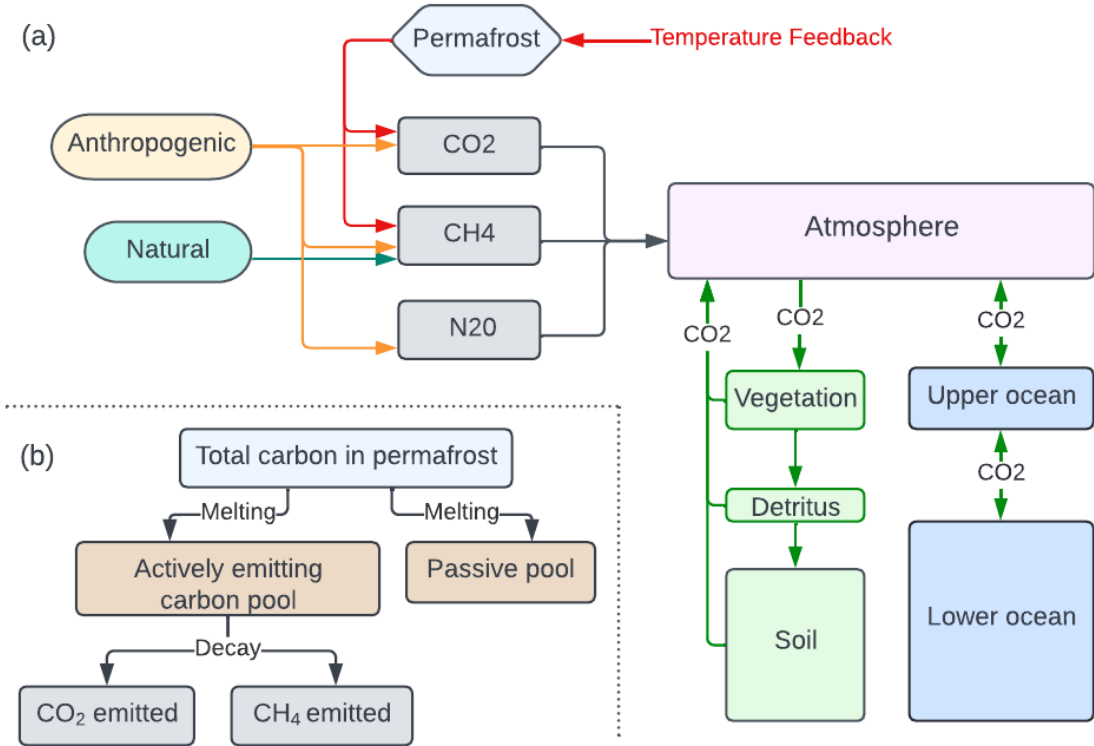 (a)
Permafrost
Temperature Feedback
Anthropogenic
CO2
Natural
CH4
Atmosphere
N20
CO2
CO2
CO2
Vegetation
Upper ocean
CO2
Detritus
Soil
Lower ocean
(b)
Total carbon in permafrost
Melting
Melting
Actively emitting
carbon pool
Passive pool
Decay
CO₂ emitted
CH₄ emitted